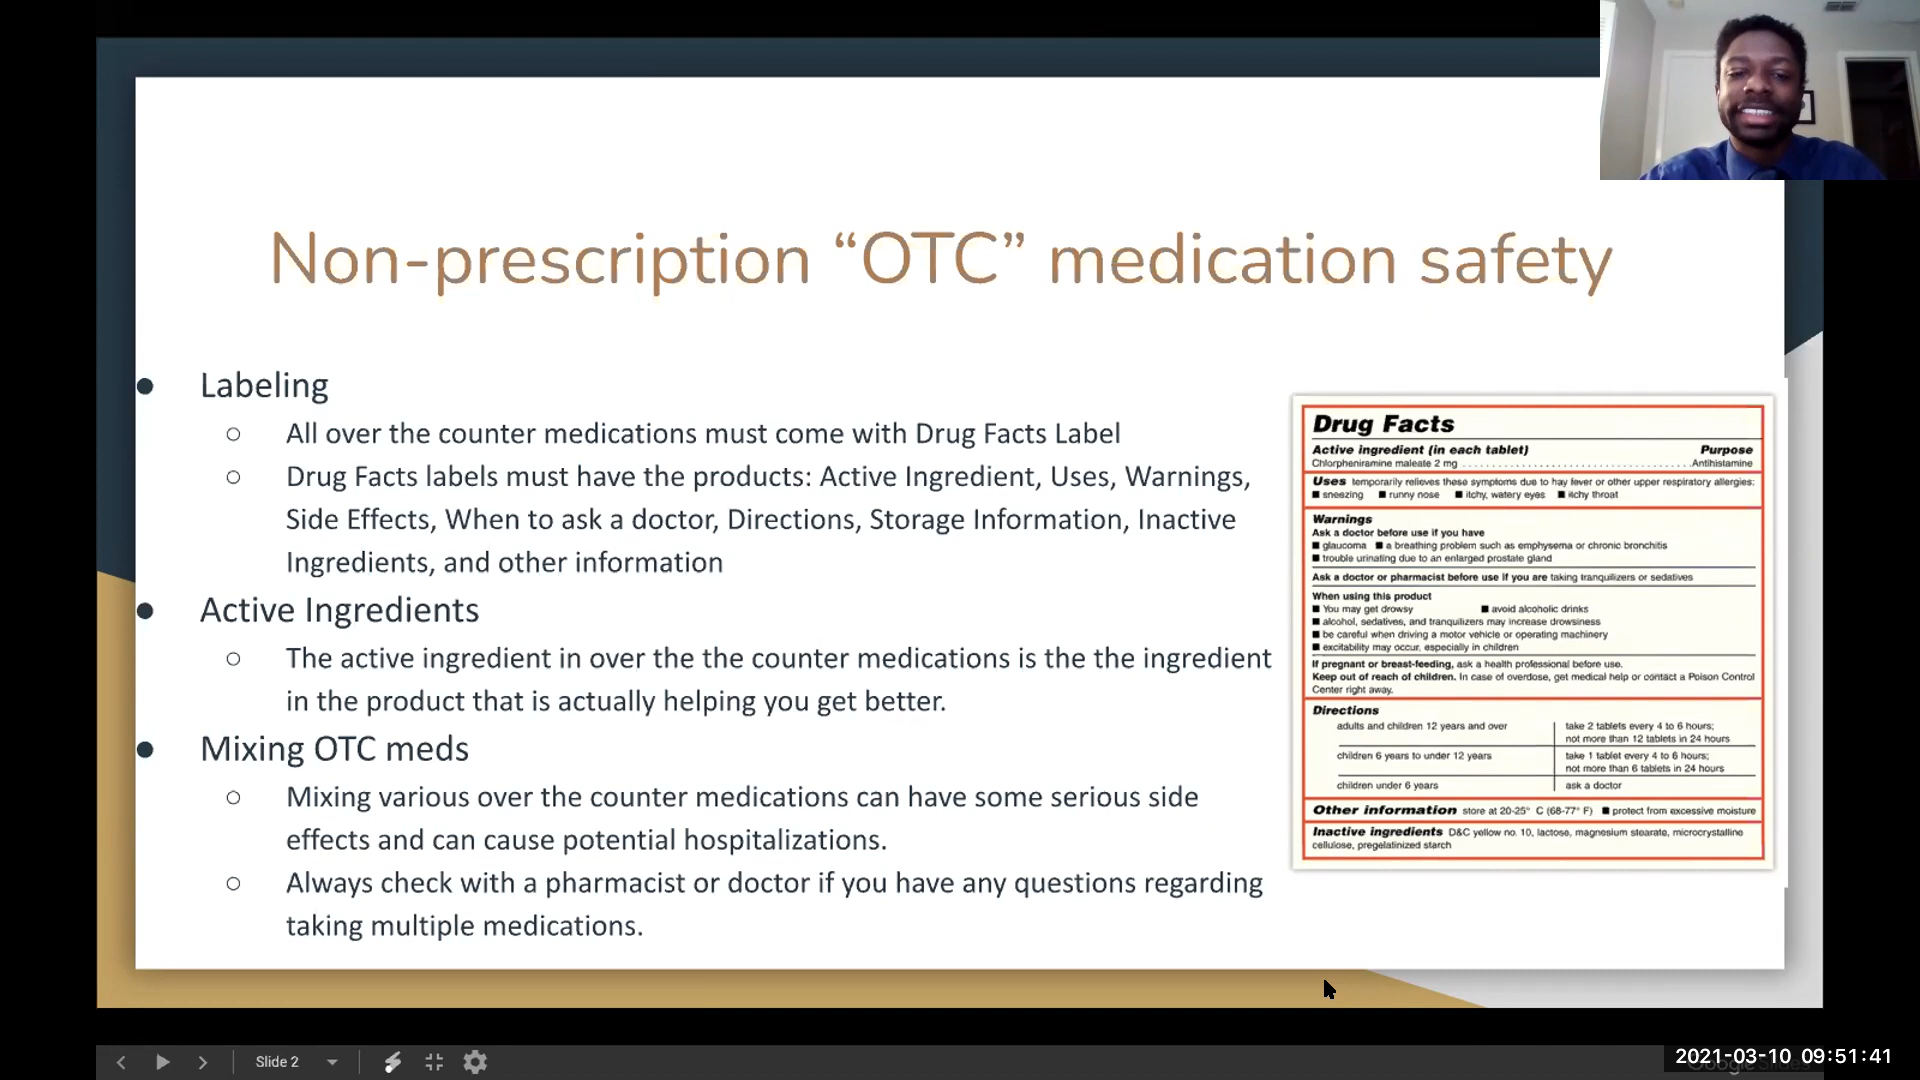 Non-prescription “OTC” medication safety
● Labeling
○ All over the counter medications must come with Drug Facts Label
○ Drug Facts labels must have the products: Active Ingredient, Uses, Warnings,
Side Effects, When to ask a doctor, Directions, Storage Information, Inactive
Ingredients, and other information
● Active Ingredients
○ The active ingredient in over the the counter medications is the the ingredient
in the product that is actually helping you get better.
● Mixing OTC meds
○ Mixing various over the counter medications can have some serious side
effects and can cause potential hospitalizations.
○ Always check with a pharmacist or doctor if you have any questions regarding
taking multiple medications.
Drug Facts
Active ingredient (in each tablet) Purpose
Chlorpheniramine maleate 2 mg ........................................ Antihistamine
Uses temporarily relieves these symptoms due to hay fever or other upper respiratory allergies:
■ sneezing ■ runny nose ■ itchy, watery eyes ■ itchy throat
Warnings
Ask a doctor before use if you have
■ glaucoma ■ a breathing problem such as emphysema or chronic bronchitis
■ trouble urinating due to an enlarged prostate gland
Ask a doctor or pharmacist before use if you are taking tranquilizers or sedatives
When using this product
■ You may get drowsy ■ avoid alcoholic drinks
■ alcohol, sedatives, and tranquilizers may increase drowsiness
■ be careful when driving a motor vehicle or operating machinery
■ excitability may occur, especially in children
If pregnant or breast-feeding, ask a health professional before use.
Keep out of reach of children. In case of overdose, get medical help or contact a Poison Control
Center right away.
Directions
adults and children 12 years and over take 2 tablets every 4 to 6 hours;
not more than 12 tablets in 24 hours
children 6 years to under 12 years take 1 tablet every 4 to 6 hours;
not more than 6 tablets in 24 hours
children under 6 years ask a doctor
Other information store at 20-25° C (68-77° F) ■ protect from excessive moisture
Inactive ingredients D&C yellow no. 10, lactose, magnesium stearate, microcrystalline
cellulose, pregelatinized starch
Slide 2
2021-03-10 09:51:41